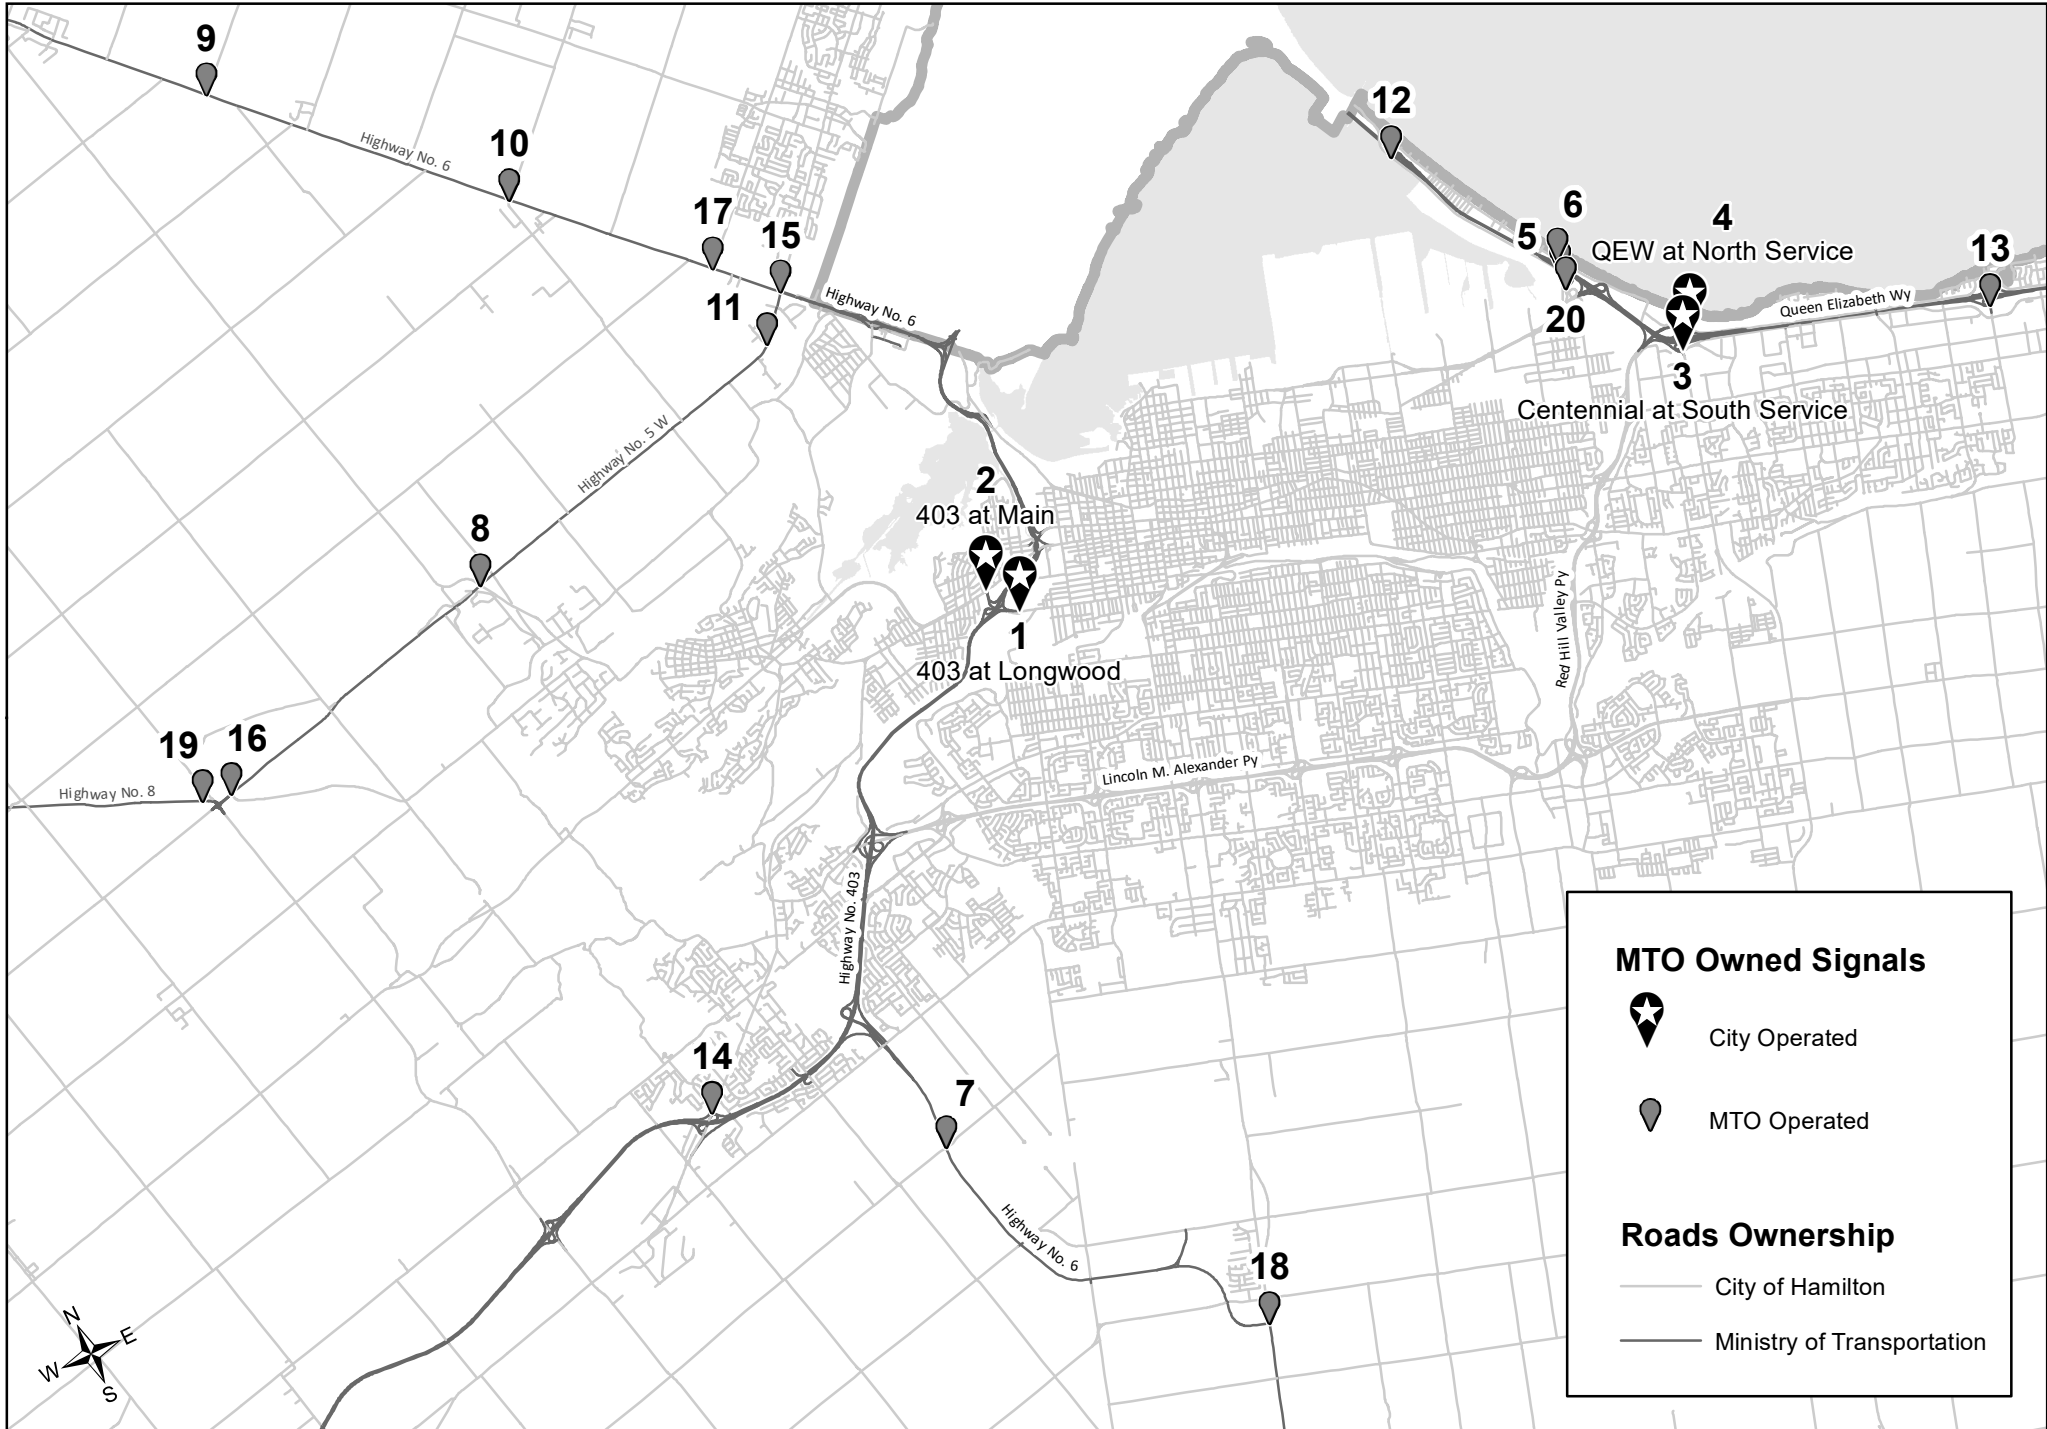 9
12
10
Highway No. 6
17
15
6
4
5
QEW at North Service
13
11
Highway No. 6
Queen Elizabeth Wy
20
3
Centennial at South Service
Highway No. 5 W
2
403 at Main
8
1
403 at Longwood
Red Hill Valley Py
19
16
Highway No. 8
Lincoln M. Alexander Py
Highway No. 403
14
7
Highway No. 6
18
MTO Owned Signals
City Operated
MTO Operated
Roads Ownership
City of Hamilton
Ministry of Transportation
N
E
W
S